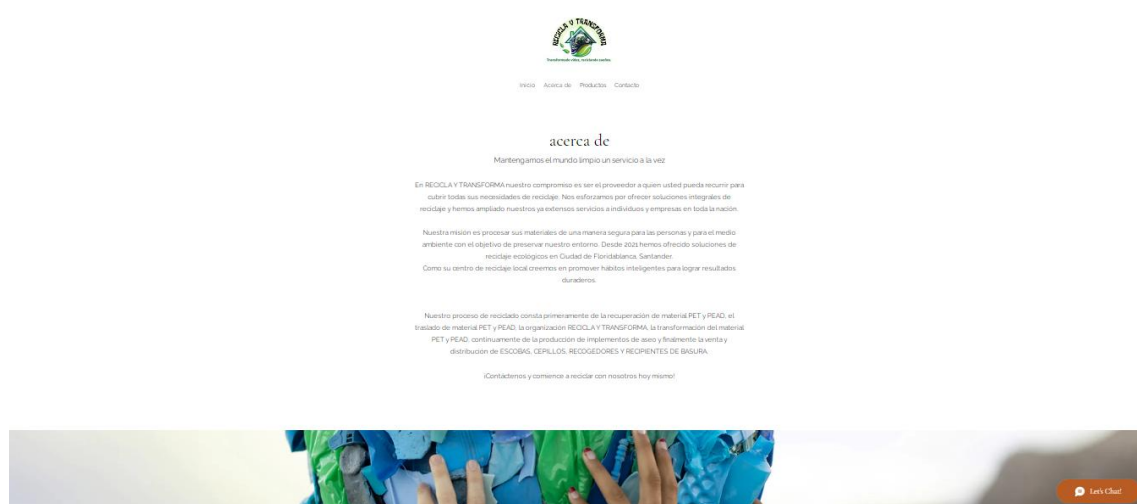 RECICLA Y TRANSFORMA
Transformando vidas, reciclando sueños
Inicio Acerca de Productos Contacto
acerca de
Mantengamos el mundo limpio un servicio a la vez
En RECICLA Y TRANSFORMA nuestro compromiso es ser el proveedor a quien usted pueda recurrir para
cubrir todas sus necesidades de reciclaje. Nos esforzamos por ofrecer soluciones integrales de
reciclaje y hemos ampliado nuestros ya extensos servicios a individuos y empresas en toda la nación.
Nuestra misión es procesar sus materiales de una manera segura para las personas y para el medio
ambiente con el objetivo de preservar nuestro entorno. Desde 2021 hemos ofrecido soluciones de
reciclaje ecológicos en Ciudad de Floridablanca, Santander.
Como su centro de reciclaje local creemos en promover hábitos inteligentes para lograr resultados
duraderos.
Nuestro proceso de reciclado consta primeramente de la recuperación de material PET y PEAD, el
traslado de material PET y PEAD, la organización RECICLA Y TRANSFORMA, la transformación del material
PET y PEAD, continuamente de la producción de implementos de aseo y finalmente la venta y
distribución de ESCOBAS, CEPILLOS, RECOGEDORES Y RECIPIENTES DE BASURA.
¡Contáctenos y comience a reciclar con nosotros hoy mismo!
Let's Chat!